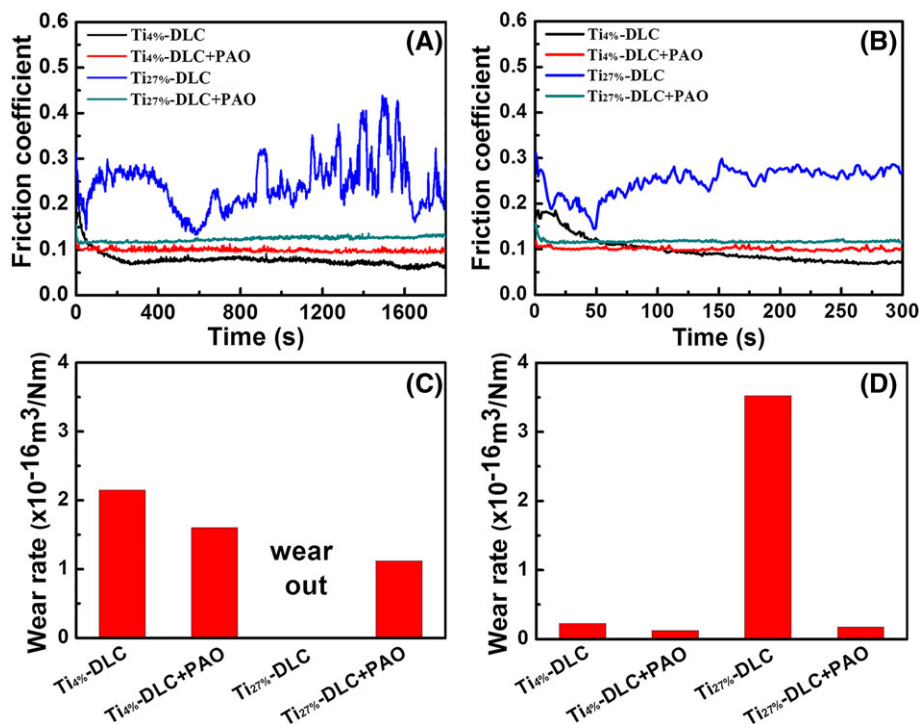 (A)
Ti4%-DLC
Ti4%-DLC+PAO
Ti27%-DLC
Ti27%-DLC+PAO
Friction coefficient
0.6
0.5
0.4
0.3
0.2
0.1
0.0
0 400 800 1200 1600
Time (s)
(B)
Ti4%-DLC
Ti4%-DLC+PAO
Ti27%-DLC
Ti27%-DLC+PAO
Friction coefficient
0.6
0.5
0.4
0.3
0.2
0.1
0.0
0 50 100 150 200 250 300
Time (s)
(C)
Wear rate (x10-16m3/Nm)
4
3
2
1
0
wear
out
Ti4%-DLC
Ti4%-DLC+PAO
Ti27%-DLC
Ti27%-DLC+PAO
(D)
Wear rate (x10-16m3/Nm)
4
3
2
1
0
Ti4%-DLC
Ti4%-DLC+PAO
Ti27%-DLC
Ti27%-DLC+PAO